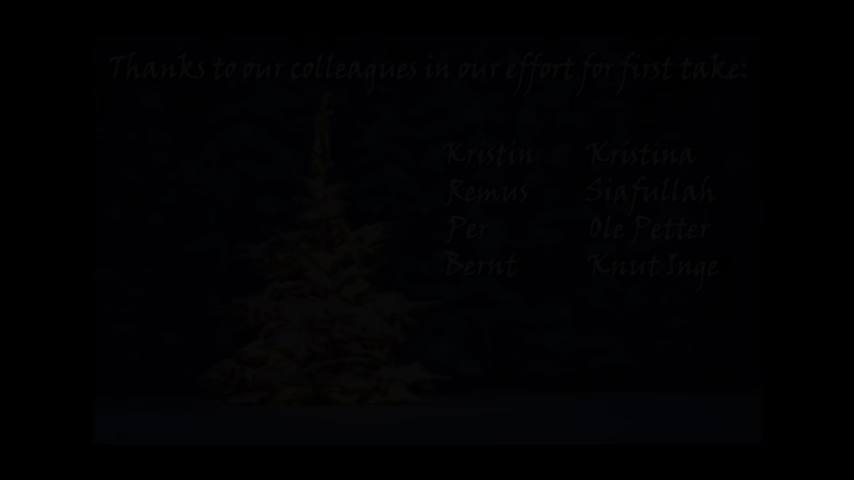 Thanks to our colleagues in our effort for first take:
Kristin Kristina
Remus Siafullah
Per Ole Petter
Bernt Knut Inge